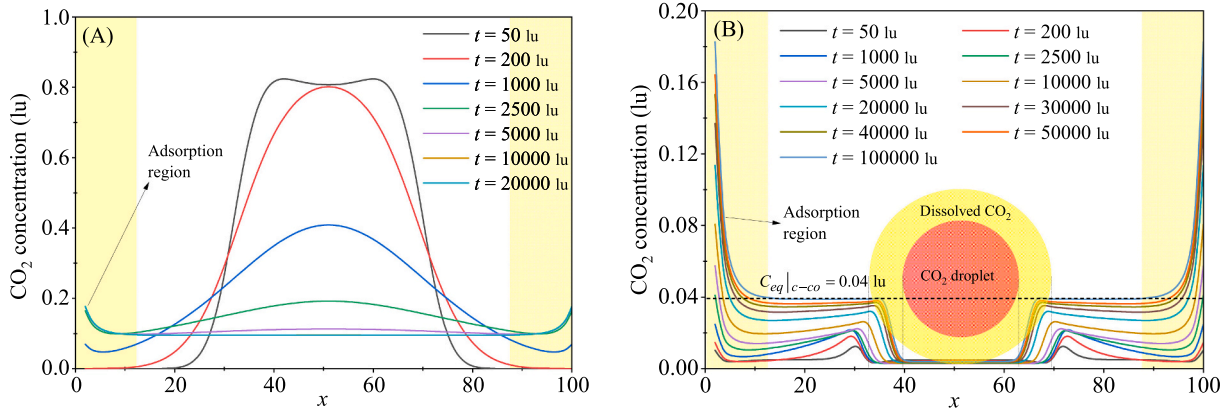 (A)
1.0
0.8
0.6
0.4
0.2
0.0
CO₂ concentration (lu)
t = 50 lu
t = 200 lu
t = 1000 lu
t = 2500 lu
t = 5000 lu
t = 10000 lu
t = 20000 lu
Adsorption
region
0 20 40 60 80 100
x
(B)
0.20
0.16
0.12
0.08
0.04
0.00
CO₂ concentration (lu)
t = 50 lu t = 200 lu
t = 1000 lu t = 2500 lu
t = 5000 lu t = 10000 lu
t = 20000 lu t = 30000 lu
t = 40000 lu t = 50000 lu
t = 100000 lu
Adsorption
region
Dissolved CO₂
CO₂ droplet
C_eq|_c−co = 0.04 lu
0 20 40 60 80 100
x